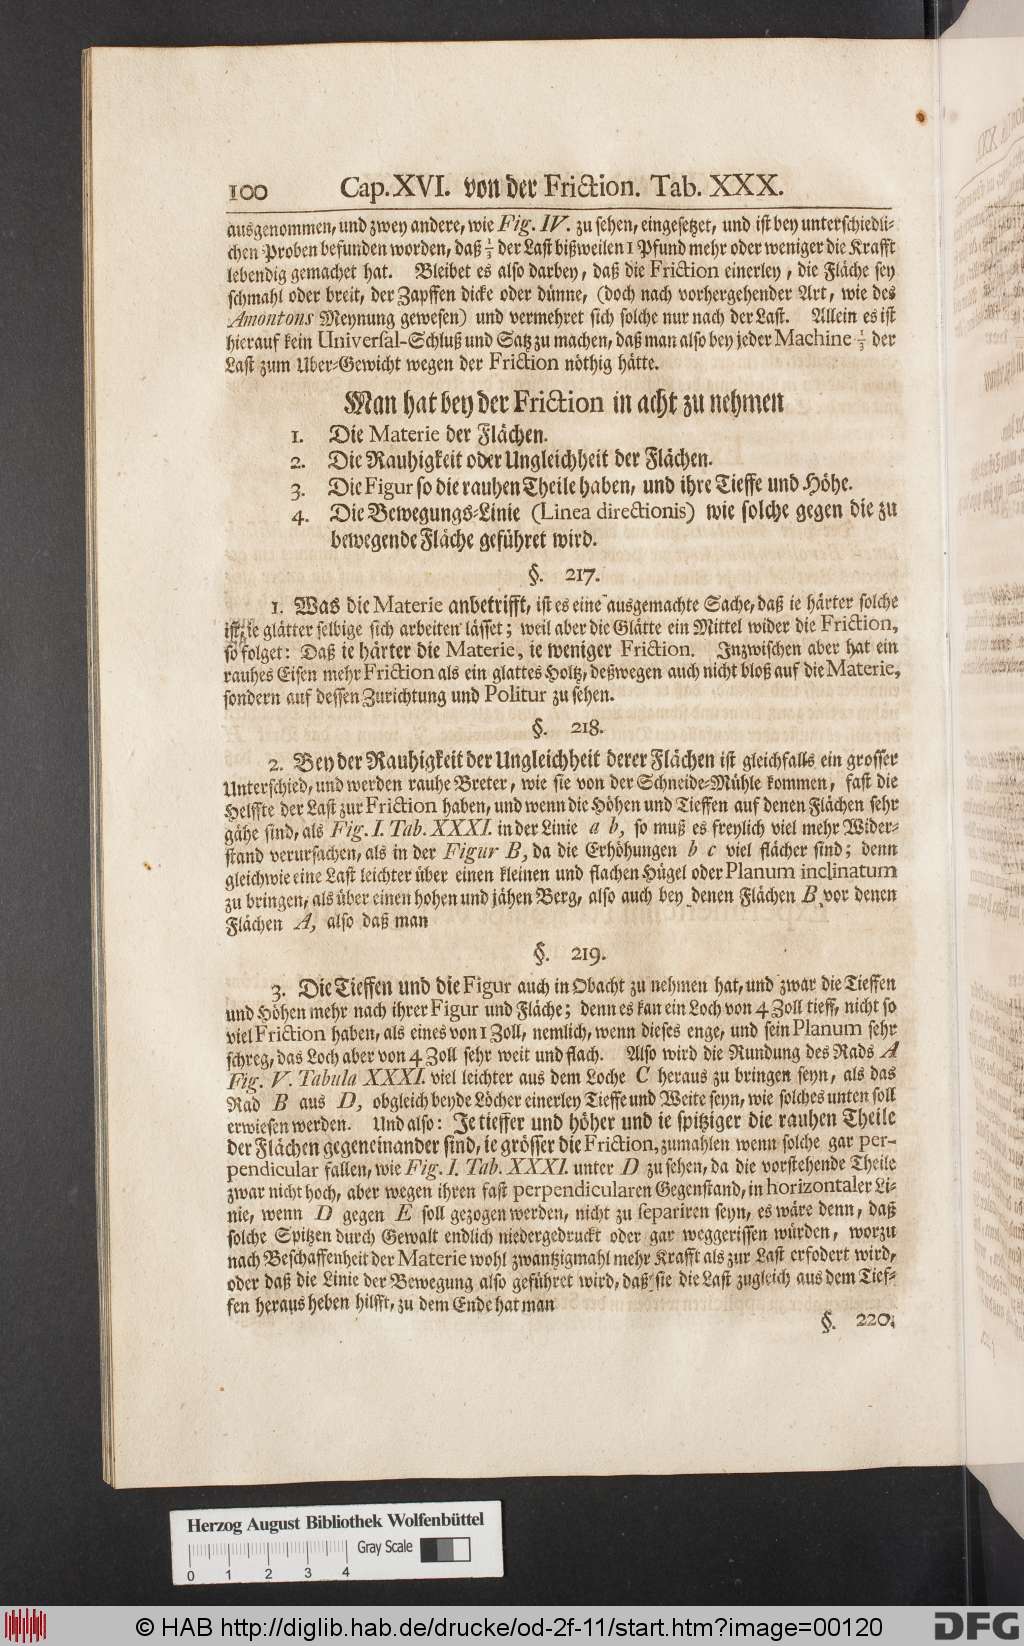 100 Cap. XVI. von der Friction. Tab. XXX.
ausgenommen, und zwey andere, wie Fig. IV. zu sehen, eingesetzet, und ist bey unterschiedli-
chen Proben befunden worden, daß ⅓ der Last bißweilen 1 Pfund mehr oder weniger die Krafft
lebendig gemachet hat. Bleibet es also darbey, daß die Friction einerley, die Fläche sey
schmahl oder breit, der Zapffen dicke oder dünne, (doch nach vorhergehender Art, wie des
Amontons Meynung gewesen) und vermehret sich solche nur nach der Last. Allein es ist
hierauf kein Universal-Schluß und Satz zu machen, daß man also bey jeder Machine ⅓ der
Last zum Uber-Gewicht wegen der Friction nöthig hätte.
Man hat bey der Friction in acht zu nehmen
1. Die Materie der Flächen.
2. Die Rauhigkeit oder Ungleichheit der Flächen.
3. Die Figur so die rauhen Theile haben, und ihre Tieffe und Höhe.
4. Die Bewegungs-Linie (Linea directionis) wie solche gegen die zu
bewegende Fläche geführet wird.
§. 217.
1. Was die Materie anbetrifft, ist es eine ausgemachte Sache, daß ie härter solche
ist, ie glätter selbige sich arbeiten lässet; weil aber die Glätte ein Mittel wider die Friction,
so folget: Daß ie härter die Materie, ie weniger Friction. Inzwischen aber hat ein
rauhes Eisen mehr Friction als ein glattes Holtz, deßwegen auch nicht bloß auf die Materie,
sondern auf dessen Zurichtung und Politur zu sehen.
§. 218.
2. Bey der Rauhigkeit der Ungleichheit derer Flächen ist gleichfalls ein grosser
Unterschied, und werden rauhe Breter, wie sie von der Schneide-Mühle kommen, fast die
Helffte der Last zur Friction haben, und wenn die Höhen und Tieffen auf denen Flächen sehr
gähe sind, als Fig. I. Tab. XXXI. in der Linie a b, so muß es freylich viel mehr Wider-
stand verursachen, als in der Figur B, da die Erhöhungen b c viel flächer sind; denn
gleichwie eine Last leichter über einen kleinen und flachen Hügel oder Planum inclinatum
zu bringen, als über einen hohen und jähen Berg, also auch bey denen Flächen B vor denen
Flächen A, also daß man
§. 219.
3. Die Tieffen und die Figur auch in Obacht zu nehmen hat, und zwar die Tieffen
und Höhen mehr nach ihrer Figur und Fläche; denn es kan ein Loch von 4 Zoll tieff, nicht so
viel Friction haben, als eines von 1 Zoll, nemlich, wenn dieses enge, und sein Planum sehr
schreg, das Loch aber von 4 Zoll sehr weit und flach. Also wird die Rundung des Rads A
Fig. V. Tabula XXXI. viel leichter aus dem Loche C heraus zu bringen seyn, als das
Rad B aus D, obgleich beyde Löcher einerley Tieffe und Weite seyn, wie solches unten soll
erwiesen werden. Und also: Je tieffer und höher und ie spitziger die rauhen Theile
der Flächen gegeneinander sind, ie grösser die Friction, zumahlen wenn solche gar per-
pendicular fallen, wie Fig. I. Tab. XXXI. unter D zu sehen, da die vorstehende Theile
zwar nicht hoch, aber wegen ihren fast perpendicularen Gegenstand, in horizontaler Li-
nie, wenn D gegen E soll gezogen werden, nicht zu separiren seyn, es wäre denn, daß
solche Spitzen durch Gewalt endlich niedergedruckt oder gar weggerissen würden, worzu
nach Beschaffenheit der Materie wohl zwantzigmahl mehr Krafft als zur Last erfodert wird,
oder daß die Linie der Bewegung also geführet wird, daß sie die Last zugleich aus dem Tief-
fen heraus heben hilfft, zu dem Ende hat man
§. 220.
Herzog August Bibliothek Wolfenbüttel
Gray Scale
0 1 2 3 4
© HAB http://diglib.hab.de/drucke/od-2f-11/start.htm?image=00120
DFG